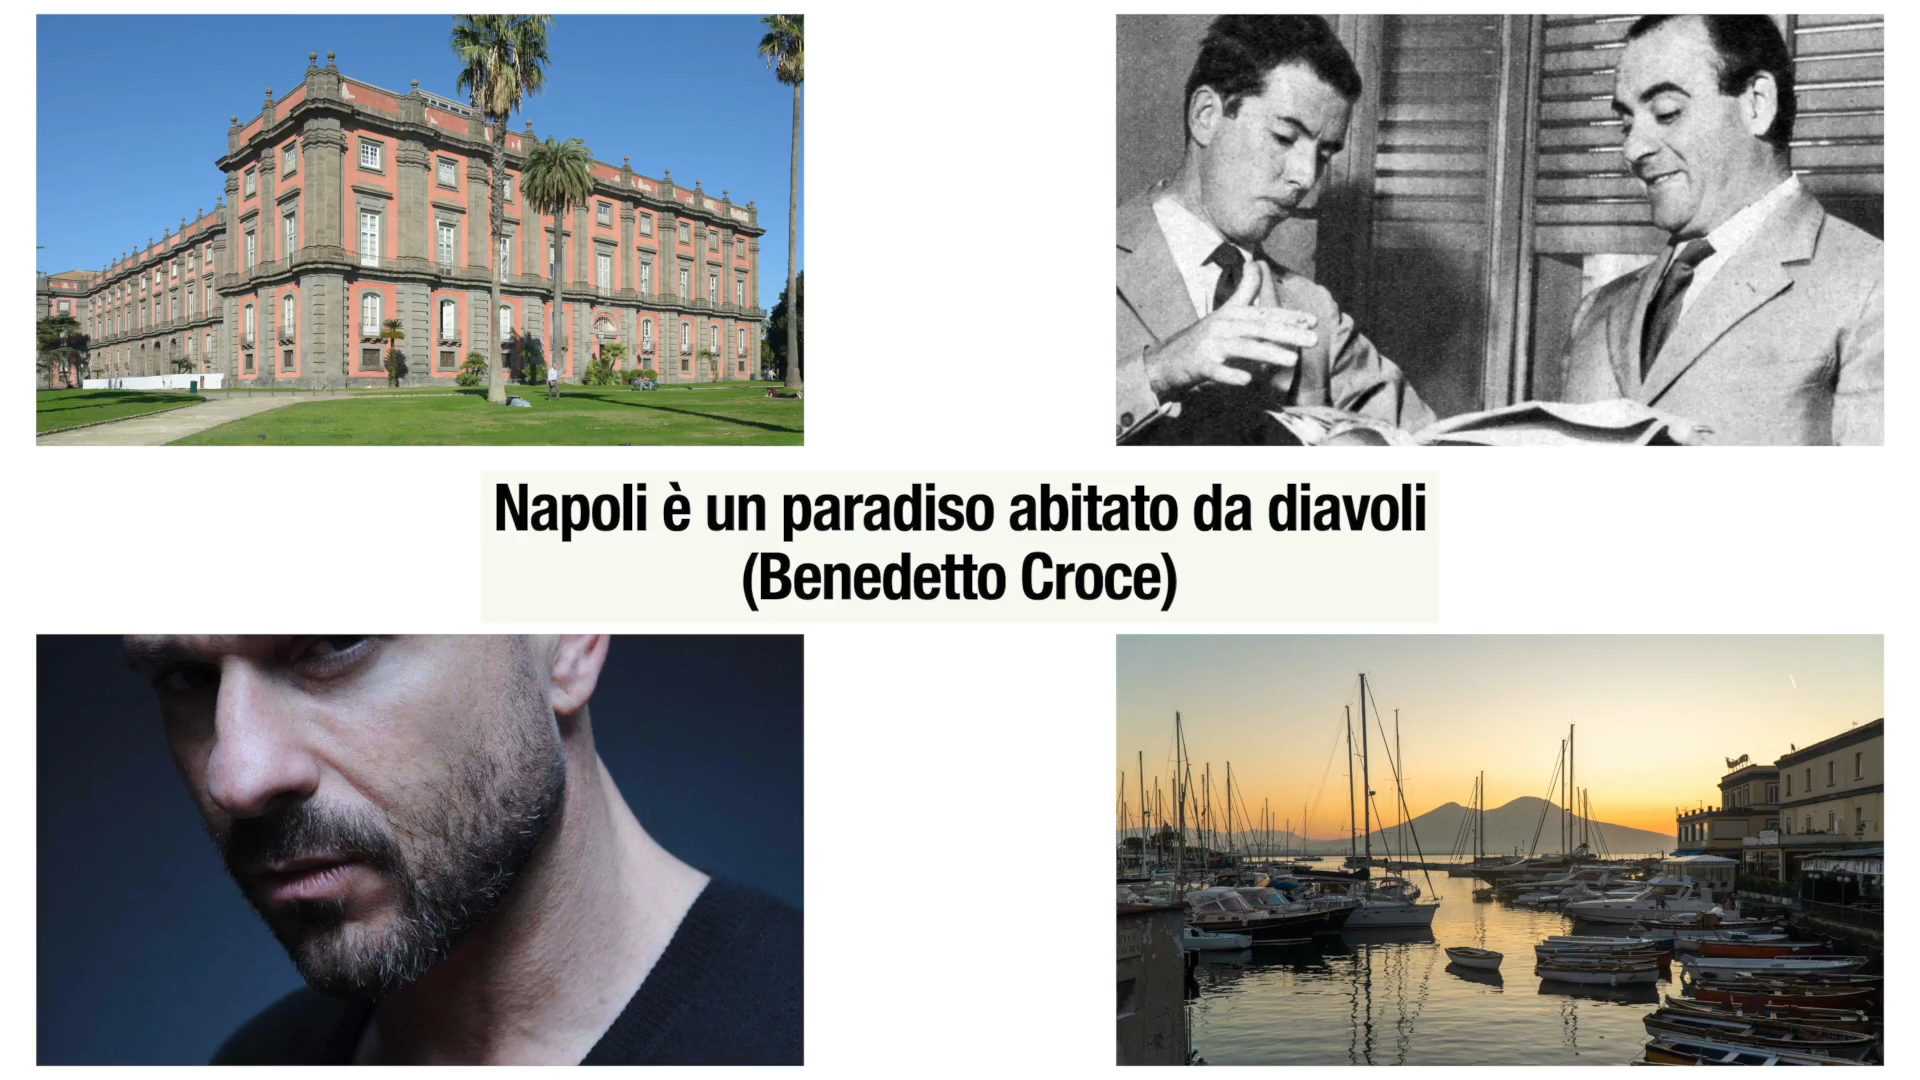 Napoli è un paradiso abitato da diavoli
(Benedetto Croce)